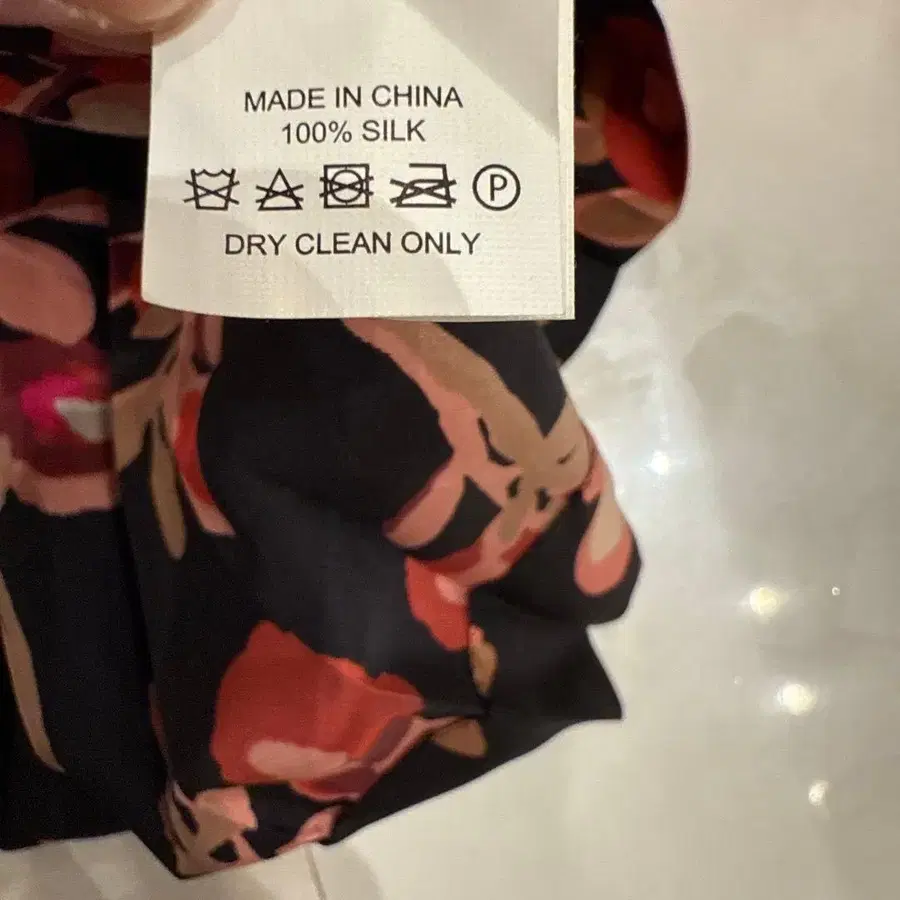 MADE IN CHINA
100% SILK
P
DRY CLEAN ONLY